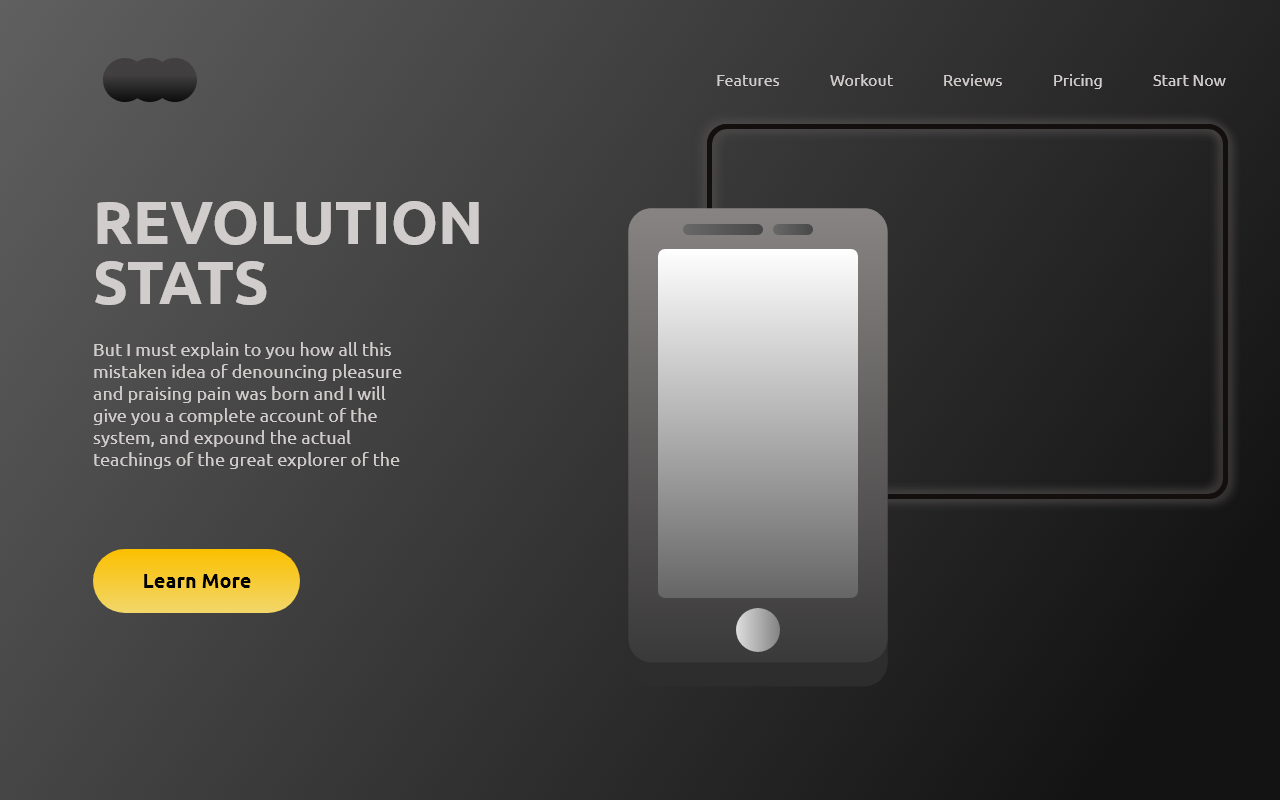 Features Workout Reviews Pricing Start Now
REVOLUTION
STATS
But I must explain to you how all this
mistaken idea of denouncing pleasure
and praising pain was born and I will
give you a complete account of the
system, and expound the actual
teachings of the great explorer of the
Learn More